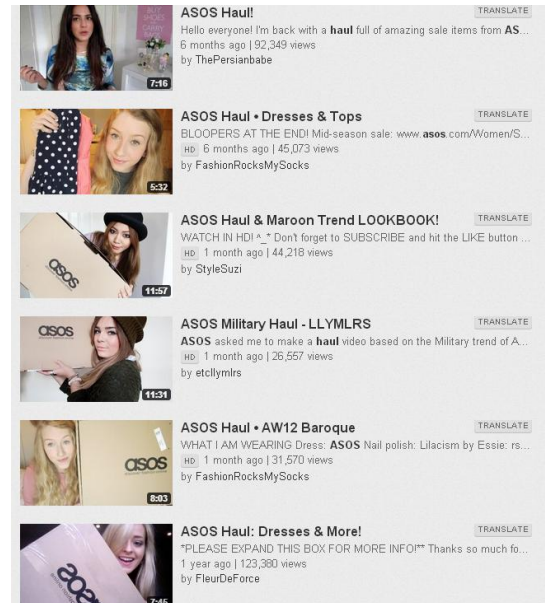 ASOS Haul!
TRANSLATE
Hello everyone! I'm back with a haul full of amazing sale items from AS...
6 months ago | 92,349 views
by ThePersianbabe
7:16
ASOS Haul • Dresses & Tops
TRANSLATE
BLOOPERS AT THE END! Mid-season sale: www.asos.com/Women/S...
HD 6 months ago | 45,073 views
by FashionRocksMySocks
5:32
ASOS Haul & Maroon Trend LOOKBOOK!
TRANSLATE
WATCH IN HD! ^_^ Don't forget to SUBSCRIBE and hit the LIKE button ...
HD 1 month ago | 44,218 views
by StyleSuzi
asos
11:57
ASOS Military Haul - LLYMLRS
TRANSLATE
ASOS asked me to make a haul video based on the Military trend of A...
HD 1 month ago | 26,557 views
by etcllymlrs
asos
11:31
ASOS Haul • AW12 Baroque
TRANSLATE
WHAT I AM WEARING Dress: ASOS Nail polish: Lilacism by Essie: rs...
HD 1 month ago | 31,570 views
by FashionRocksMySocks
asos
8:03
ASOS Haul: Dresses & More!
TRANSLATE
*PLEASE EXPAND THIS BOX FOR MORE INFO!** Thanks so much fo...
1 year ago | 123,380 views
by FleurDeForce
asos
7:45